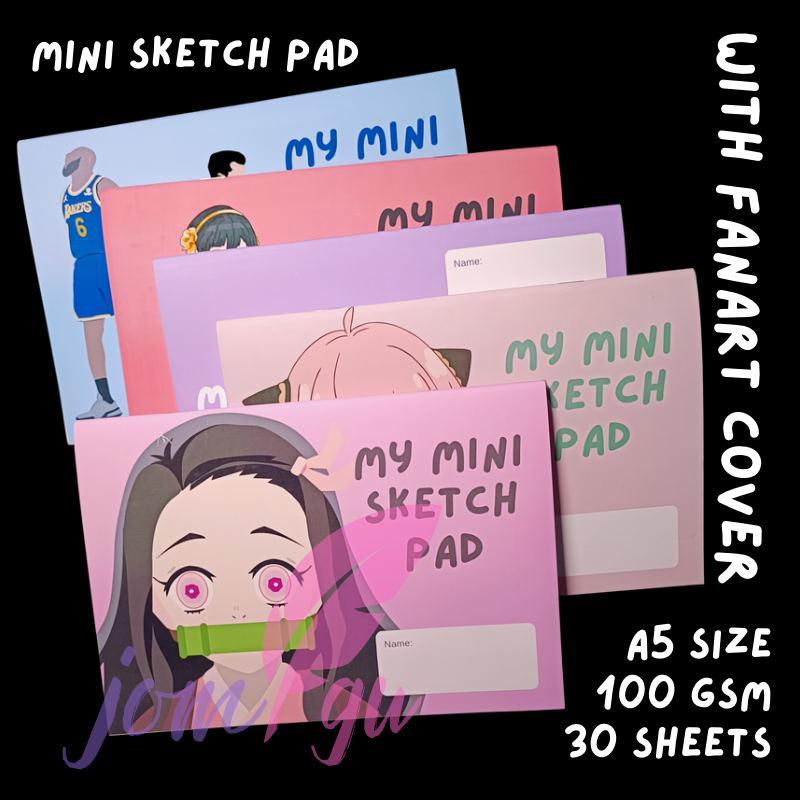 MINI SKETCH PAD
WITH FANART COVER
MY MINI
LAKERS
6
MY MINI
Name:
MY MINI
SKETCH
PAD
MY MINI
SKETCH
PAD
Name:
jomfgu
A5 SIZE
100 GSM
30 SHEETS